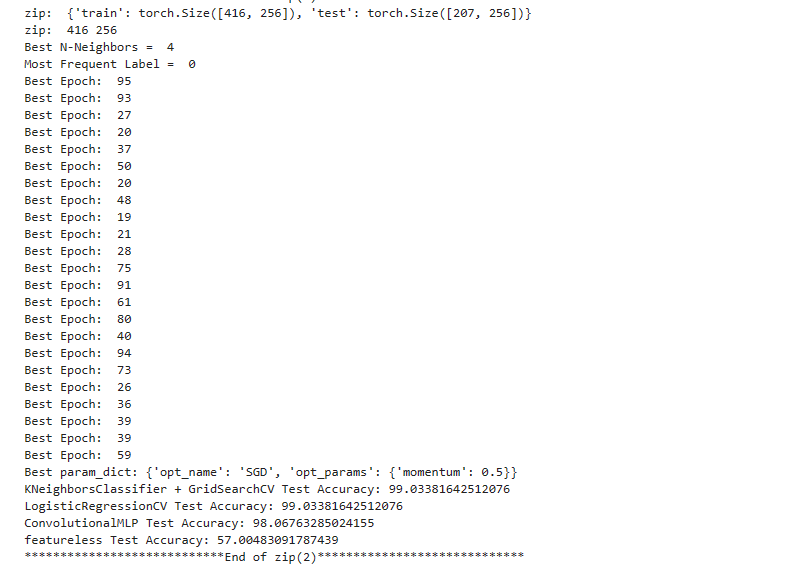 zip:  {'train': torch.Size([416, 256]), 'test': torch.Size([207, 256])}
zip:  416 256
Best N-Neighbors =  4
Most Frequent Label =  0
Best Epoch:  95
Best Epoch:  93
Best Epoch:  27
Best Epoch:  20
Best Epoch:  37
Best Epoch:  50
Best Epoch:  20
Best Epoch:  48
Best Epoch:  19
Best Epoch:  21
Best Epoch:  28
Best Epoch:  75
Best Epoch:  91
Best Epoch:  61
Best Epoch:  80
Best Epoch:  40
Best Epoch:  94
Best Epoch:  73
Best Epoch:  26
Best Epoch:  36
Best Epoch:  39
Best Epoch:  39
Best Epoch:  59
Best param_dict: {'opt_name': 'SGD', 'opt_params': {'momentum': 0.5}}
KNeighborsClassifier + GridSearchCV Test Accuracy: 99.03381642512076
LogisticRegressionCV Test Accuracy: 99.03381642512076
ConvolutionalMLP Test Accuracy: 98.06763285024155
featureless Test Accuracy: 57.00483091787439
****************************End of zip(2)*****************************